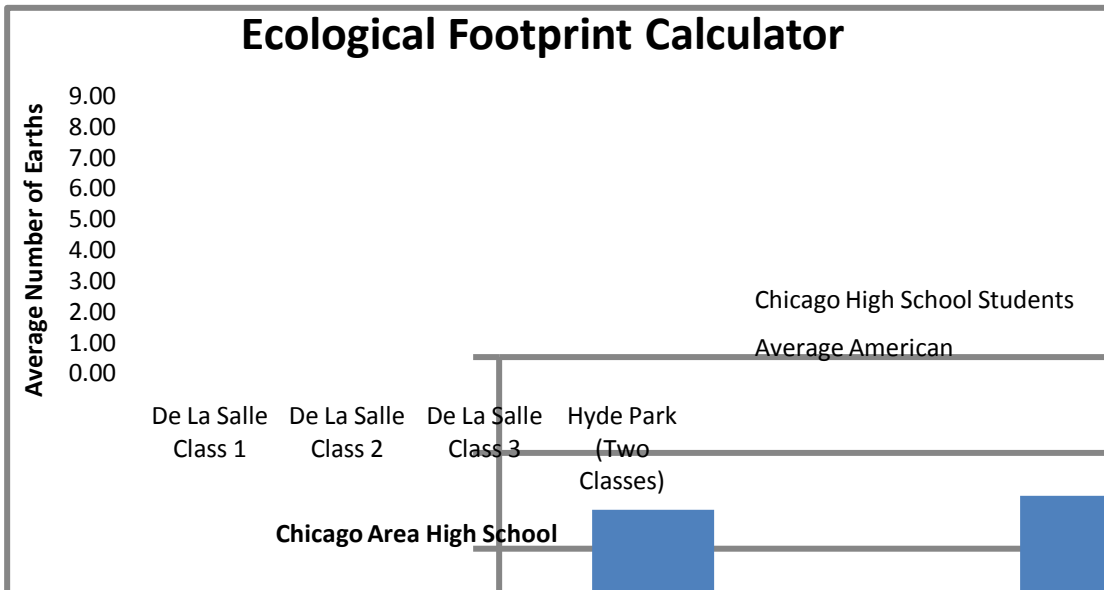 Ecological Footprint Calculator
Average Number of Earths
9.00
8.00
7.00
6.00
5.00
4.00
3.00
2.00
1.00
0.00
Chicago High School Students
Average American
De La Salle De La Salle De La Salle Hyde Park
Class 1 Class 2 Class 3 (Two
Classes)
Chicago Area High School